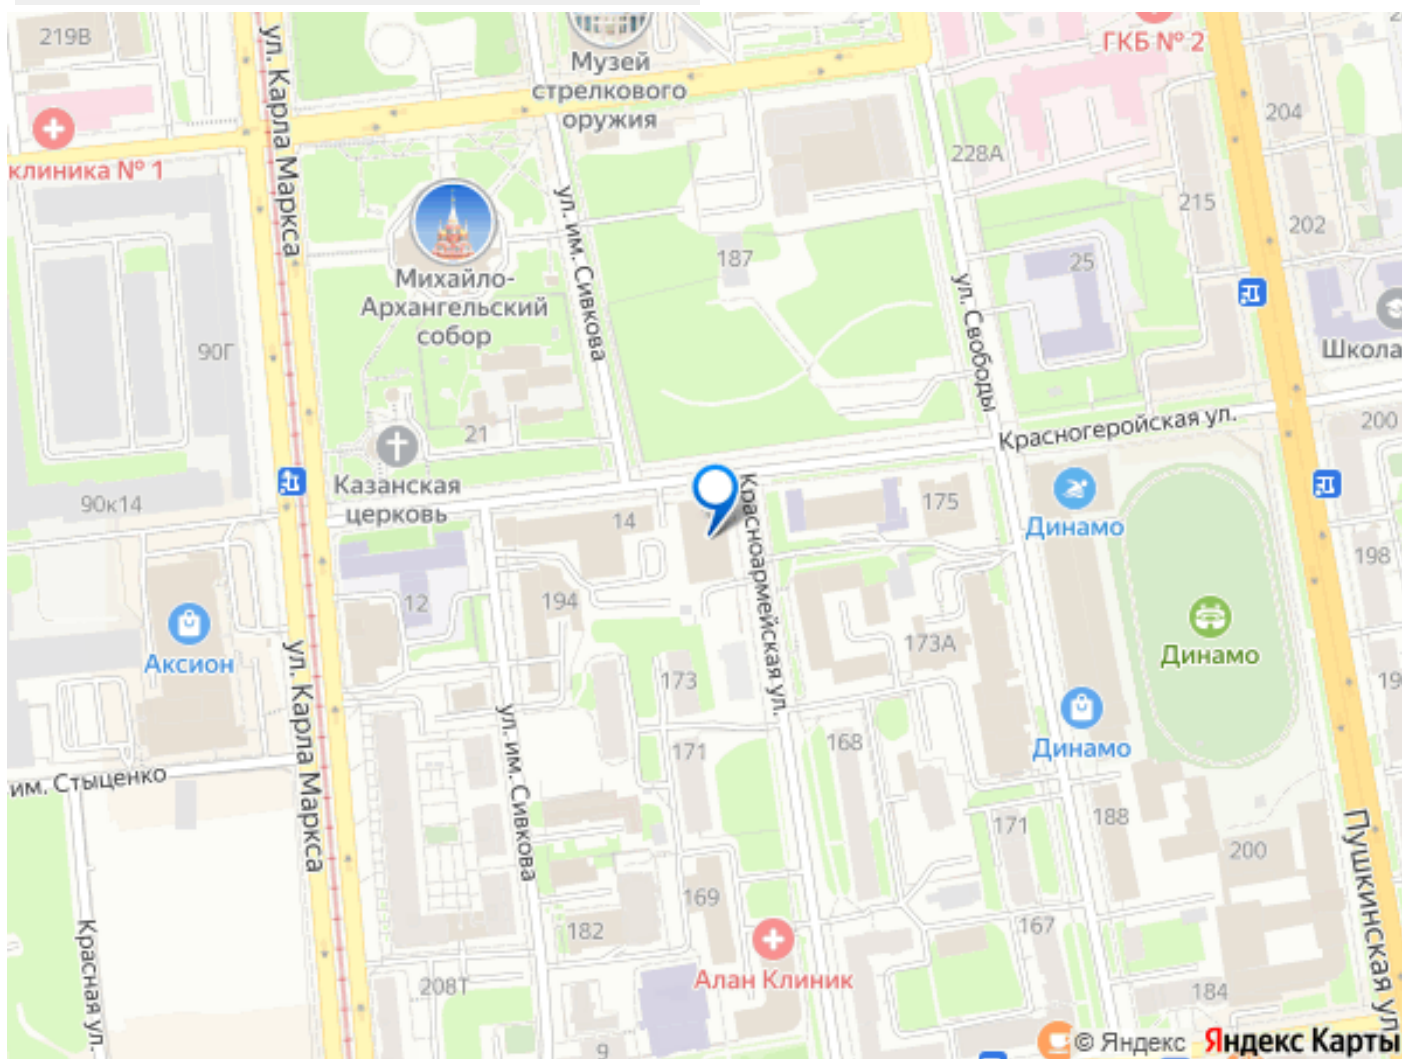 219В
ул. Карла Маркса
Музей
стрелкового
оружия
ГКБ № 2
204
клиника № 1
228А
215
202
ул. им. Сивкова
187
25
Михайло-
Архангельский
собор
ул. Свободы
90Г
Школа
21
Красногеройская ул.
200
Казанская
церковь
90к14
14
Красноармейская ул.
175
Динамо
198
12
194
173А
Аксион
Динамо
173
19
ул. Карла Маркса
ул. им. Сивкова
171
168
Динамо
им. Стыценко
171
188
200
Пушкинская ул.
169
182
167
Красная ул.
Алан Клиник
208Т
184
9
© Яндекс Яндекс Карты